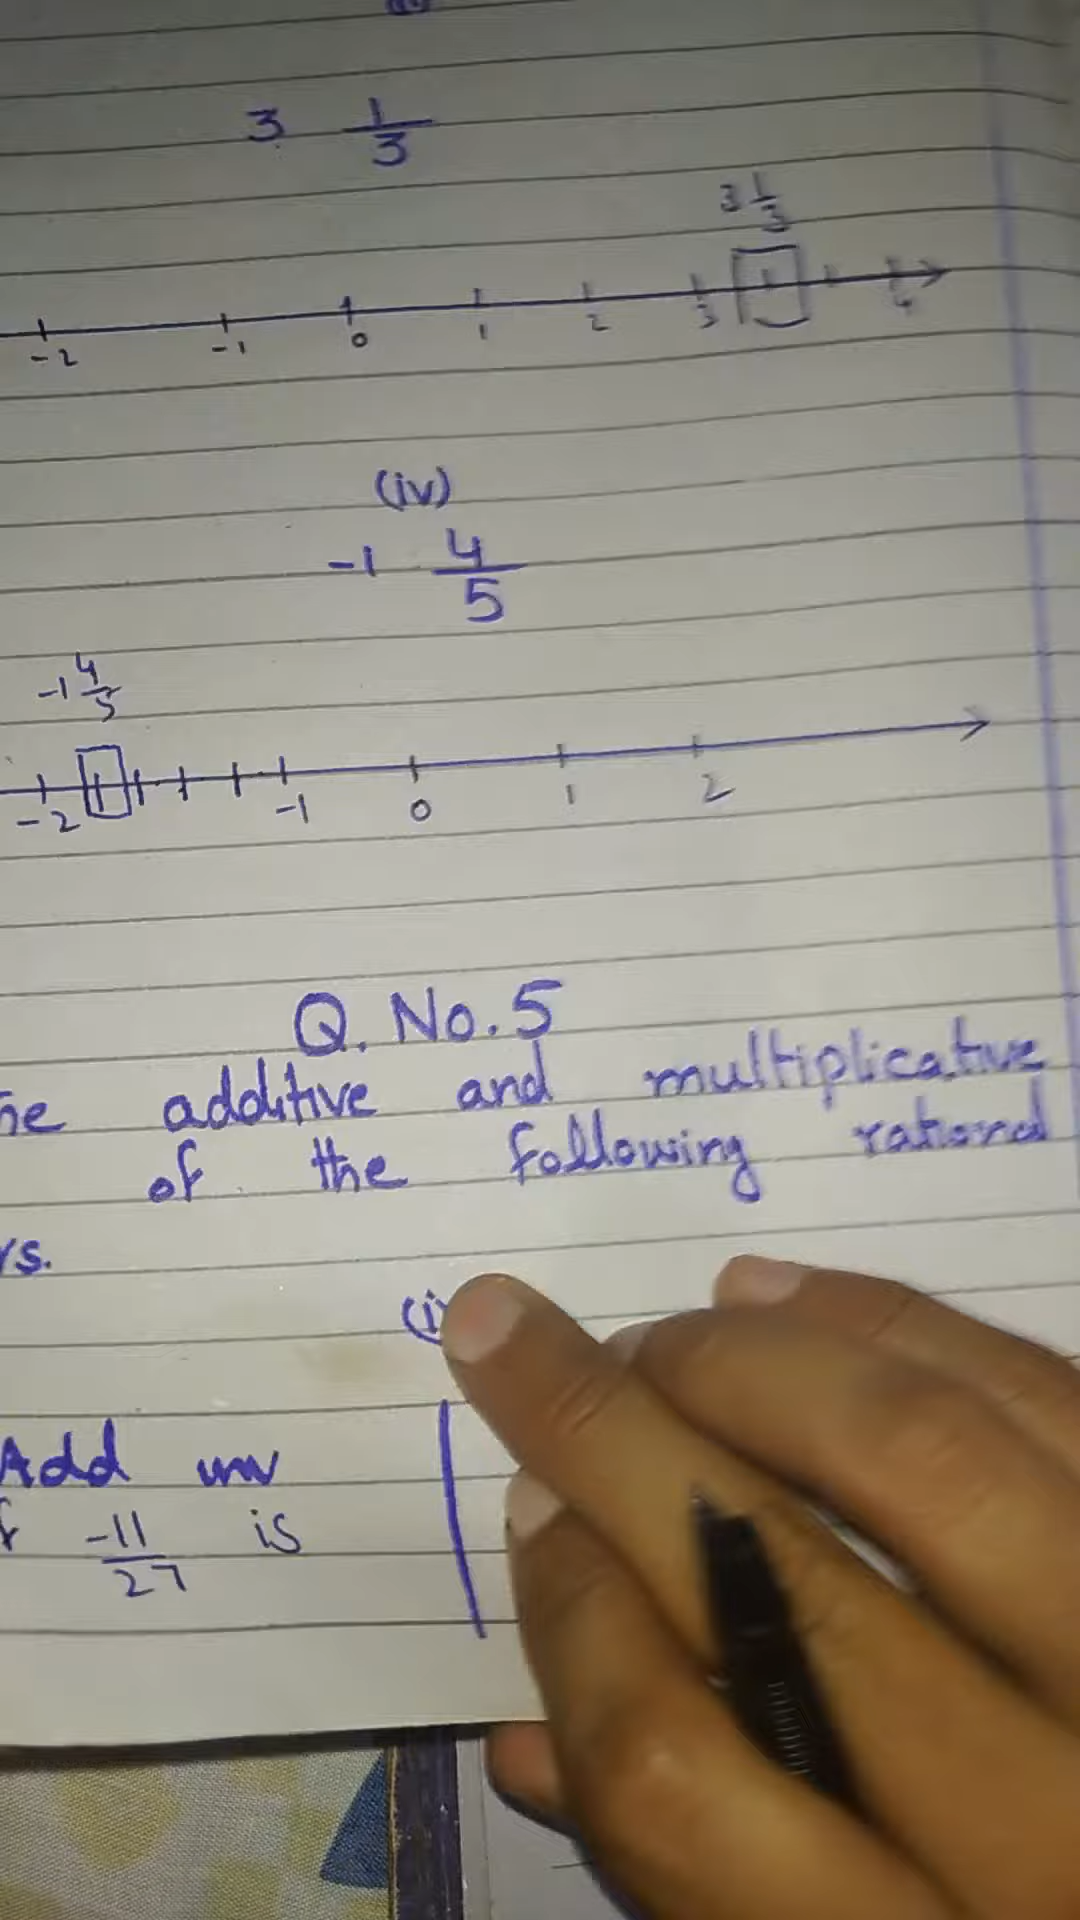 3 1/3
3 1/3
-2 -1 0 1 2 3 4
(iv)
-1 4/5
-1 4/5
-2 -1 0 1 2
Q. No. 5
additive and multiplicative
of the following rational
rs.
(i
Add inv
-11/27 is